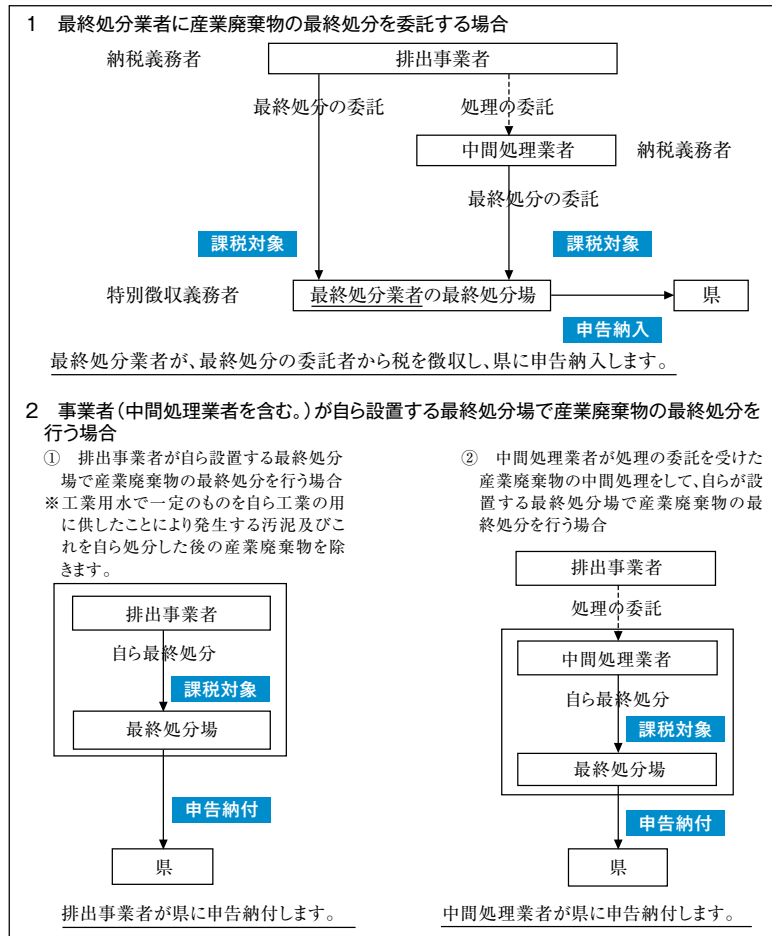 1　最終処分業者に産業廃棄物の最終処分を委託する場合
納税義務者
排出事業者
最終処分の委託
処理の委託
中間処理業者
納税義務者
最終処分の委託
課税対象
課税対象
特別徴収義務者
最終処分業者の最終処分場
県
申告納入
最終処分業者が、最終処分の委託者から税を徴収し、県に申告納入します。
2　事業者（中間処理業者を含む。）が自ら設置する最終処分場で産業廃棄物の最終処分を
行う場合
①　排出事業者が自ら設置する最終処分
場で産業廃棄物の最終処分を行う場合
※工業用水で一定のものを自ら工業の用
に供したことにより発生する汚泥及びこ
れを自ら処分した後の産業廃棄物を除
きます。
排出事業者
自ら最終処分
課税対象
最終処分場
申告納付
県
排出事業者が県に申告納付します。
②　中間処理業者が処理の委託を受けた
産業廃棄物の中間処理をして、自らが設
置する最終処分場で産業廃棄物の最
終処分を行う場合
排出事業者
処理の委託
中間処理業者
自ら最終処分
課税対象
最終処分場
申告納付
県
中間処理業者が県に申告納付します。